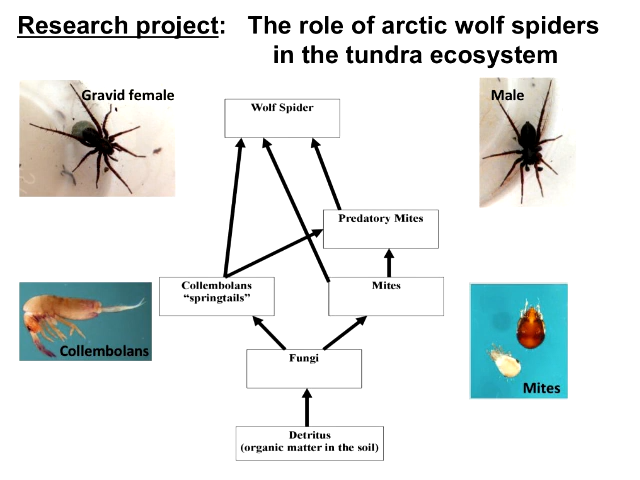 Research project: The role of arctic wolf spiders
in the tundra ecosystem
Gravid female
Male
Wolf Spider
Predatory Mites
Collembolans
“springtails”
Mites
Collembolans
Fungi
Mites
Detritus
(organic matter in the soil)